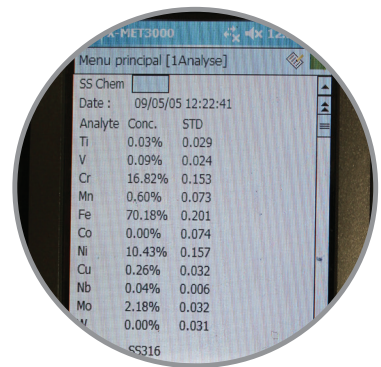 X-MET3000
Menu principal [1Analyse]
SS Chem
Date : 09/05/05 12:22:41
Analyte Conc. STD
Ti 0.03% 0.029
V 0.09% 0.024
Cr 16.82% 0.153
Mn 0.60% 0.073
Fe 70.18% 0.201
Co 0.00% 0.074
Ni 10.43% 0.157
Cu 0.26% 0.032
Nb 0.04% 0.006
Mo 2.18% 0.032
W 0.00% 0.031
SS316